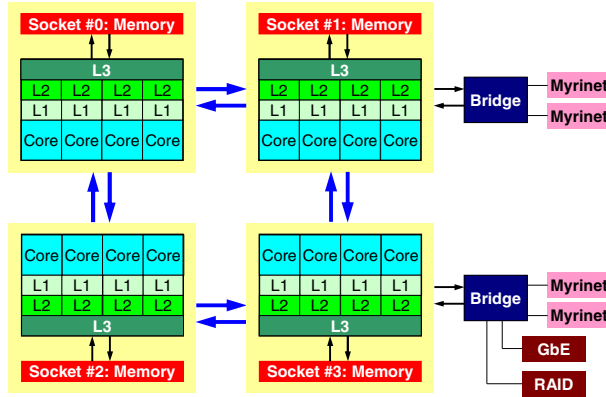 Socket #0: Memory
L3
L2 L2 L2 L2
L1 L1 L1 L1
Core Core Core Core
Socket #1: Memory
L3
L2 L2 L2 L2
L1 L1 L1 L1
Core Core Core Core
Bridge
Myrinet
Myrinet
Core Core Core Core
L1 L1 L1 L1
L2 L2 L2 L2
L3
Socket #2: Memory
Core Core Core Core
L1 L1 L1 L1
L2 L2 L2 L2
L3
Socket #3: Memory
Bridge
Myrinet
Myrinet
GbE
RAID